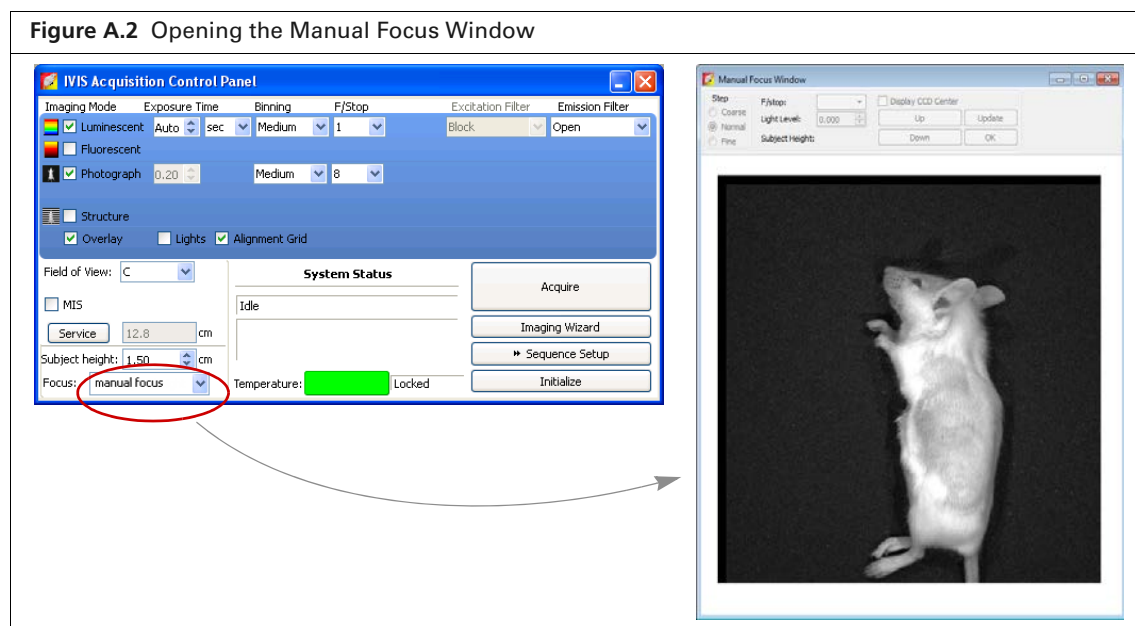 Figure A.2 Opening the Manual Focus Window
IVIS Acquisition Control Panel
Imaging Mode Exposure Time Binning F/Stop Excitation Filter Emission Filter
Luminescent Auto sec Medium 1 Block Open
Fluorescent
Photograph 0.20 Medium 8
Structure
Overlay Lights Alignment Grid
Field of View: C
MIS
Service 12.8 cm
Subject height: 1.50 cm
Focus: manual focus
System Status
Idle
Temperature: Locked
Acquire
Imaging Wizard
Sequence Setup
Initialize
Manual Focus Window
Step F/stop: Display CCD Center
Coarse Light Level: 0.000 Up Update
Normal
Fine Subject Height: Down OK